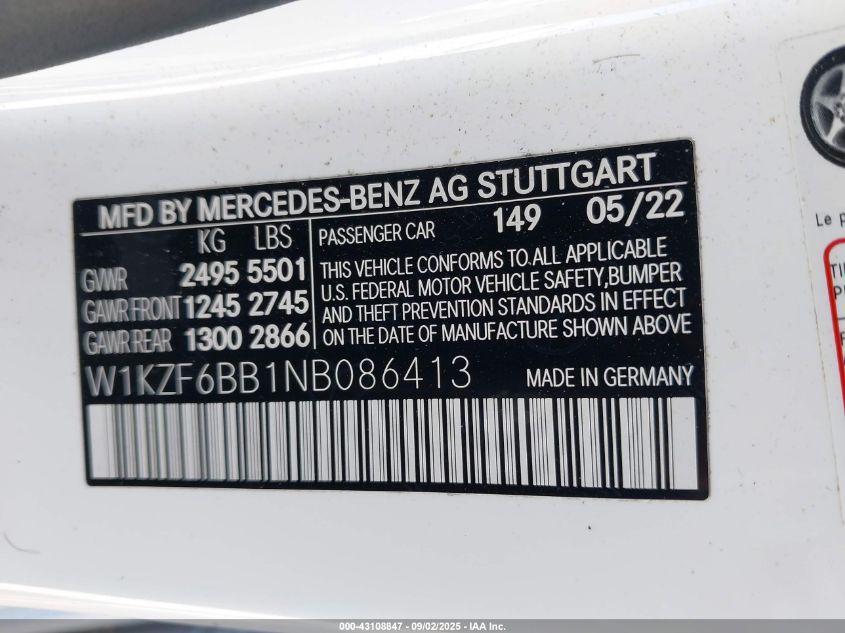 MFD BY MERCEDES-BENZ AG STUTTGART
KG LBS
GVWR 2495 5501
GAWR FRONT 1245 2745
GAWR REAR 1300 2866
PASSENGER CAR 149 05/22
THIS VEHICLE CONFORMS TO ALL APPLICABLE
U.S. FEDERAL MOTOR VEHICLE SAFETY, BUMPER
AND THEFT PREVENTION STANDARDS IN EFFECT
ON THE DATE OF MANUFACTURE SHOWN ABOVE
W1KZF6BB1NB086413 MADE IN GERMANY
Le
000-43108847 - 09/02/2025 - IAA Inc.